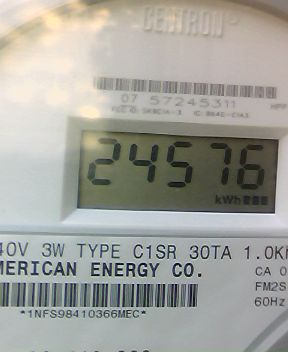 CENTRON
07 57245311
24576
kWh
40V 3W TYPE C1SR 30TA 1.0K
MERICAN ENERGY CO.
CA 0
FM2S
60Hz
*1NFS98410366MEC*